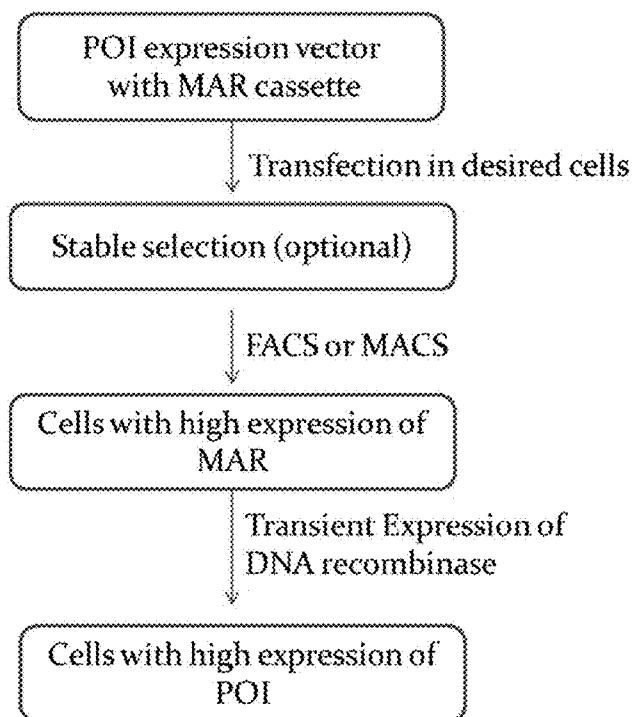 POI expression vector
with MAR cassette
Transfection in desired cells
Stable selection (optional)
FACS or MACS
Cells with high expression of
MAR
Transient Expression of
DNA recombinase
Cells with high expression of
POI